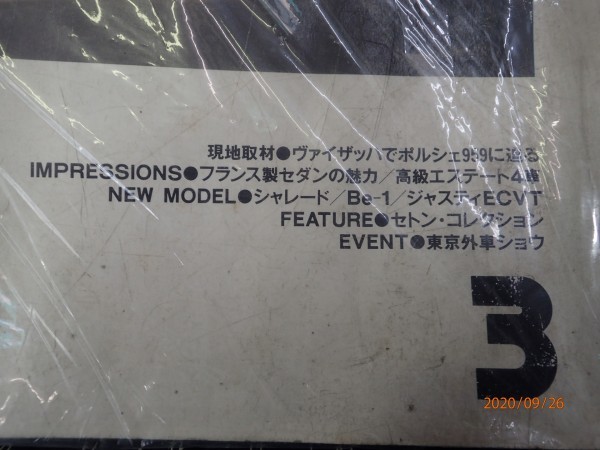 現地取材●ヴァイザッハでポルシェ959に迫る
IMPRESSIONS●フランス製セダンの魅力/高級エステート4車
NEW MODEL●シャレード/Be-1/ジャスティECVT
FEATURE●セトン・コレクション
EVENT●東京外車ショウ
3
2020/09/26